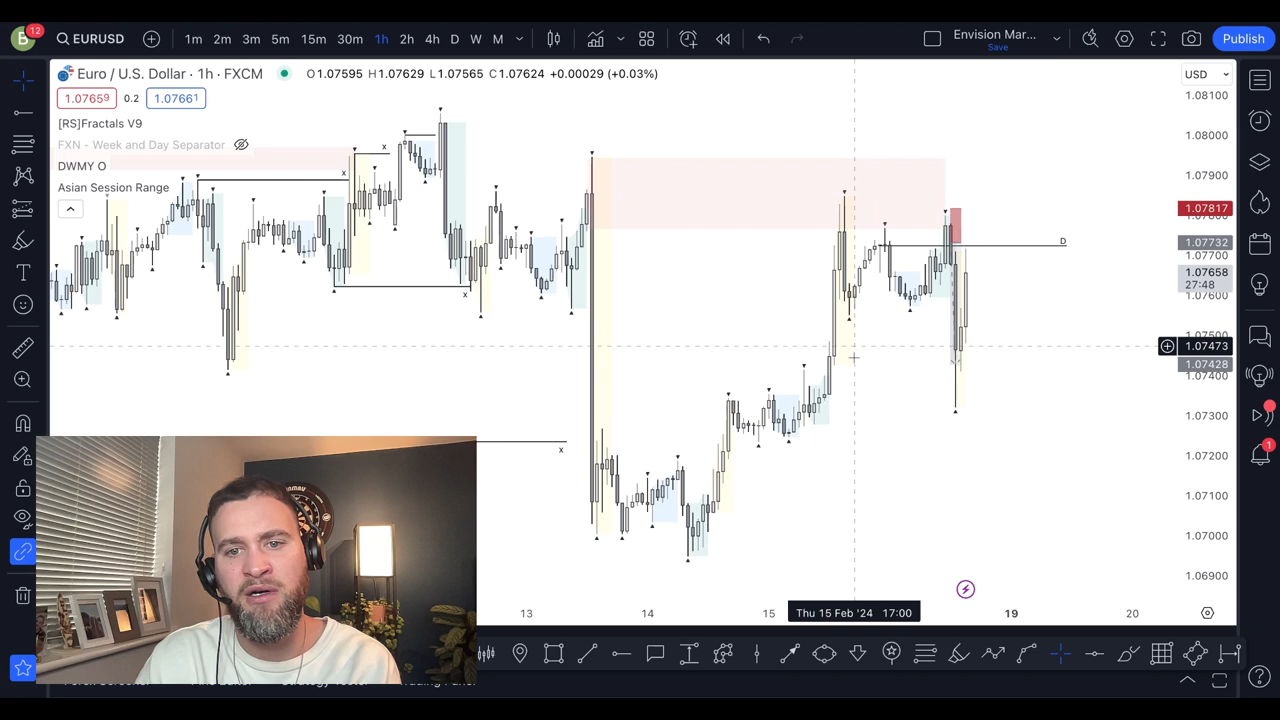 B 12 EURUSD 1m 2m 3m 5m 15m 30m 1h 2h 4h D W M Envision Mar... Save Publish
Euro / U.S. Dollar · 1h · FXCM O1.07595 H1.07629 L1.07565 C1.07624 +0.00029 (+0.03%) USD
1.07659 0.2 1.07661
[RS]Fractals V9
FXN - Week and Day Separator
DWMY O
Asian Session Range
x
x
x
x
D
1.08100
1.08000
1.07900
1.07817
1.07732
1.07700
1.07658
27:48
1.07600
1.07500
1.07473
1.07428
1.07400
1.07300
1.07200
1.07100
1.07000
1.06900
1
13 14 15 Thu 15 Feb '24 17:00 19 20